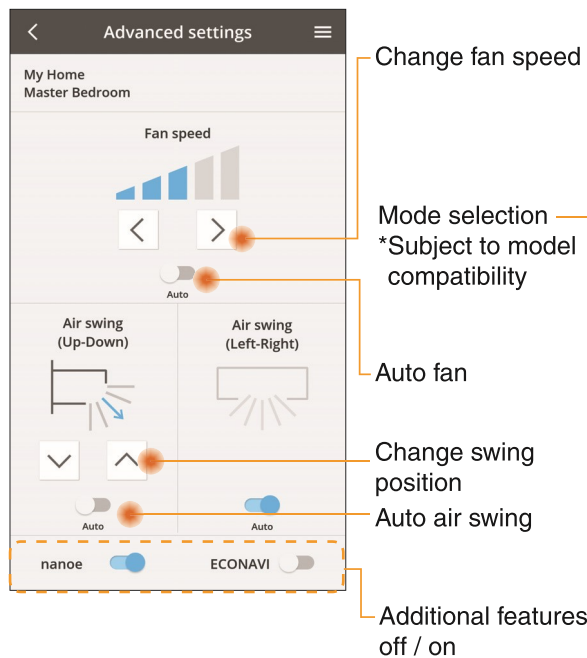 Advanced settings
My Home
Master Bedroom
Fan speed
Auto
Air swing
(Up-Down)
Auto
Air swing
(Left-Right)
Auto
nanoe
ECONAVI
Change fan speed
Mode selection
*Subject to model
compatibility
Auto fan
Change swing
position
Auto air swing
Additional features
off / on